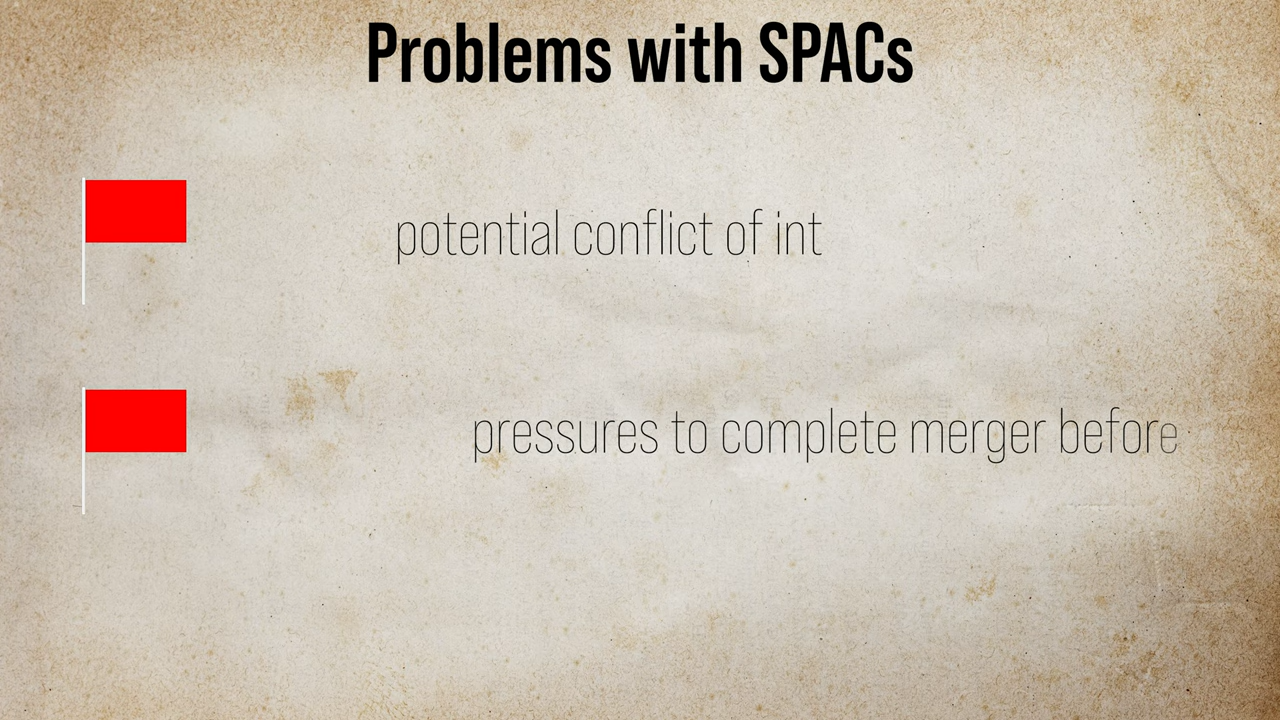 Problems with SPACs
potential conflict of int
pressures to complete merger before